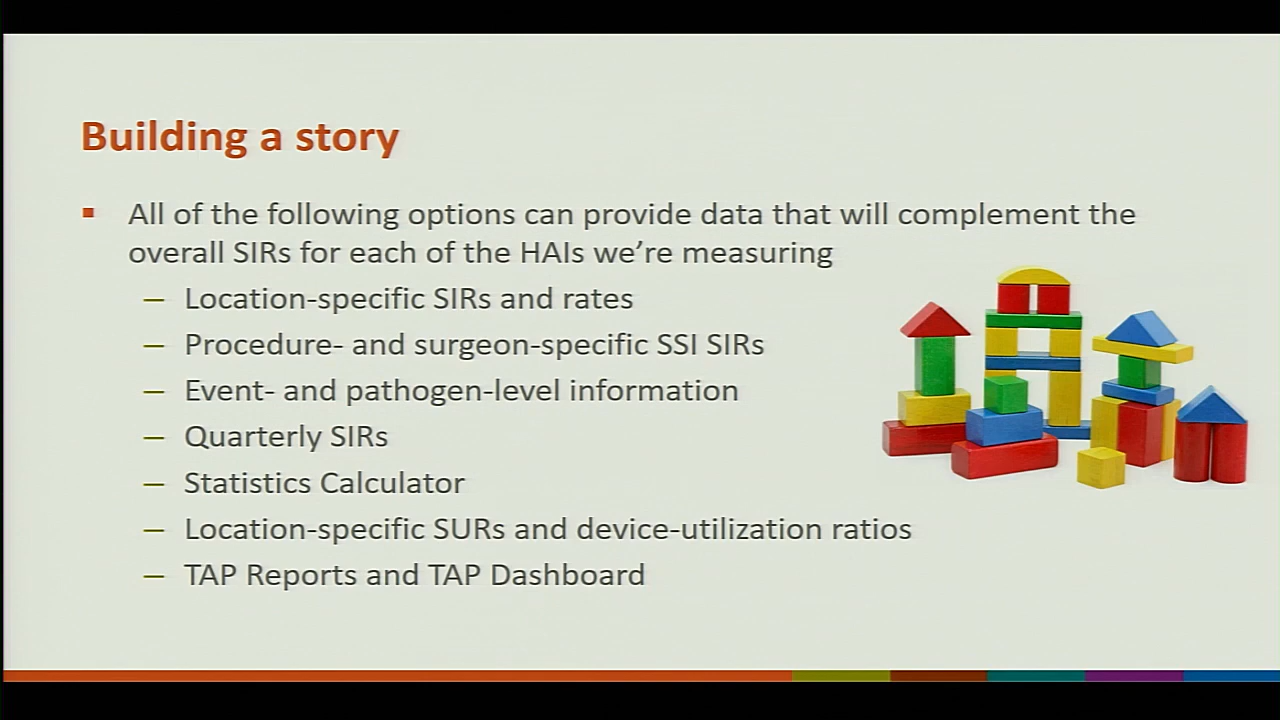 Building a story
▪ All of the following options can provide data that will complement the
overall SIRs for each of the HAIs we’re measuring
– Location-specific SIRs and rates
– Procedure- and surgeon-specific SSI SIRs
– Event- and pathogen-level information
– Quarterly SIRs
– Statistics Calculator
– Location-specific SURs and device-utilization ratios
– TAP Reports and TAP Dashboard